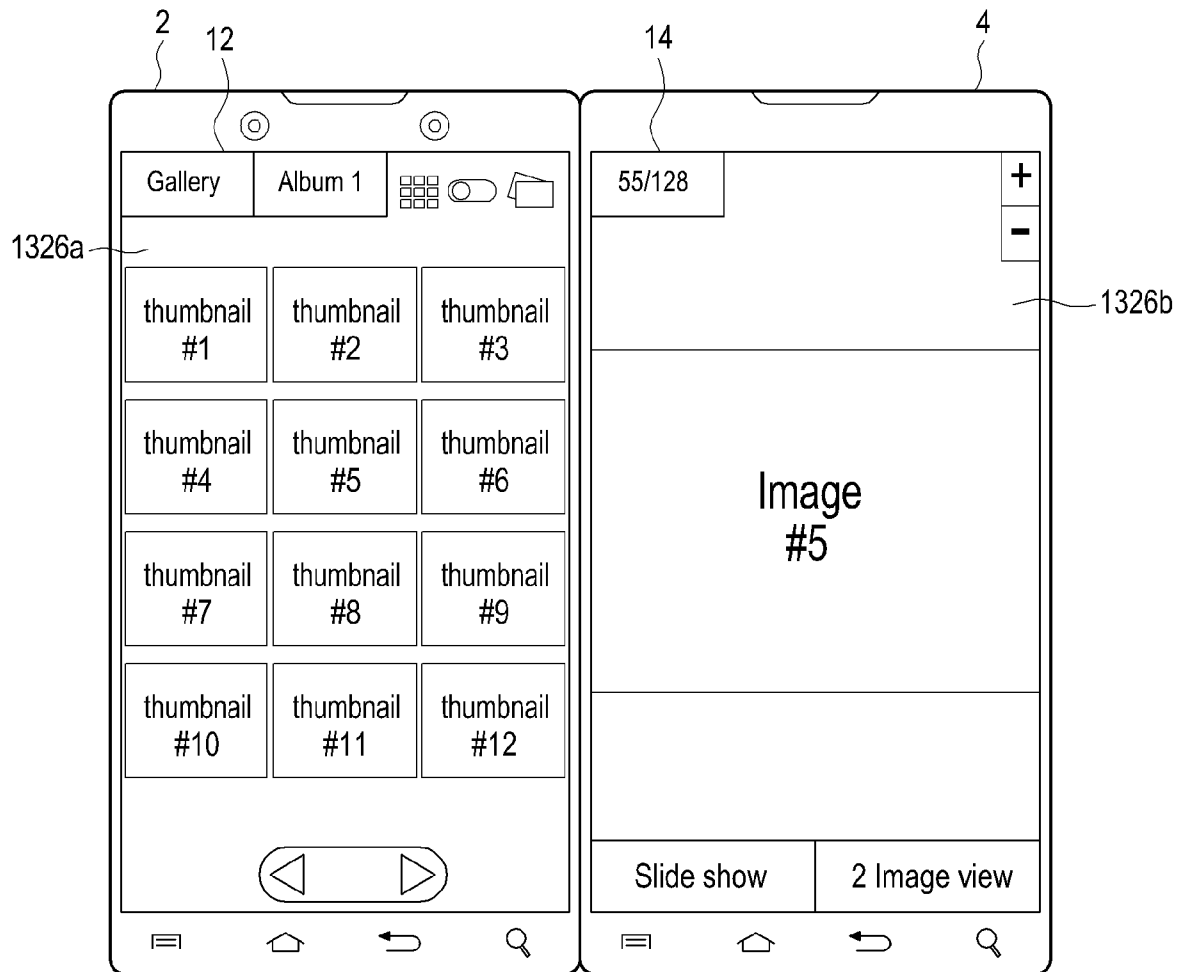 2
12
14
4
Gallery
Album 1
55/128
+
-
1326a
1326b
thumbnail
#1
thumbnail
#2
thumbnail
#3
thumbnail
#4
thumbnail
#5
thumbnail
#6
thumbnail
#7
thumbnail
#8
thumbnail
#9
thumbnail
#10
thumbnail
#11
thumbnail
#12
Image
#5
Slide show
2 Image view